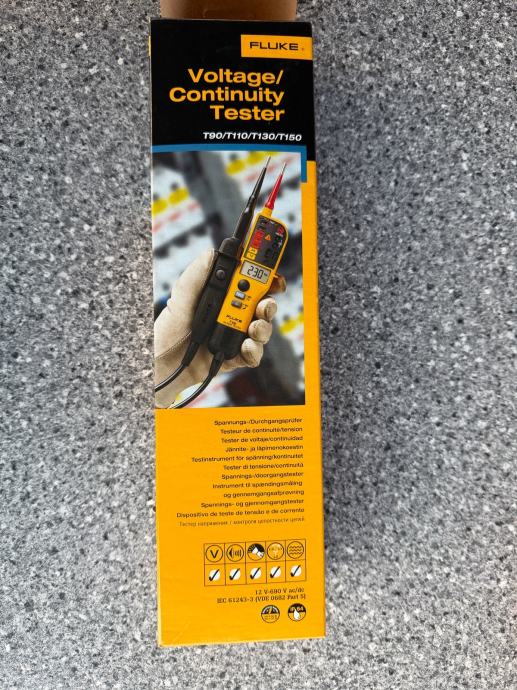 FLUKE®
Voltage/
Continuity
Tester
T90/T110/T130/T150
230
FLUKE
Spannungs-/Durchgangsprüfer
Testeur de continuité/tension
Tester de voltaje/continuidad
Jännite- ja läpimenokoestin
Testinstrument för spänning/kontinuitet
Tester di tensione/continuità
Spannings-/doorgangstester
Instrument til spændingsmåling
og gennemgangsafprøvning
Spennings- og gjennomgangstester
Dispositivo de teste de tensão e de corrente
Тестер напряжения / контроля целостности цепей
V
12 V-690 V ac/dc
IEC 61243-3 (VDE 0682 Part 5)
IP 64